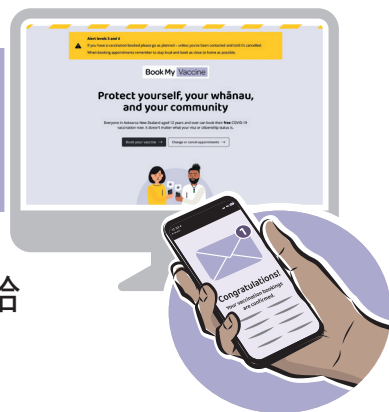 Alert levels 3 and 4
If you have a vaccination booked please go as planned – unless you've been contacted and told it's cancelled.
When booking appointments remember to stay local and book as close to home as possible.
Book My Vaccine
Protect yourself, your whānau,
and your community
Everyone in Aotearoa New Zealand aged 12 years and over can book their free COVID-19
vaccination now. It doesn't matter what your visa or citizenship status is.
Book your vaccine → Change or cancel appointments →
1
Congratulations!
Your vaccination bookings
are confirmed.